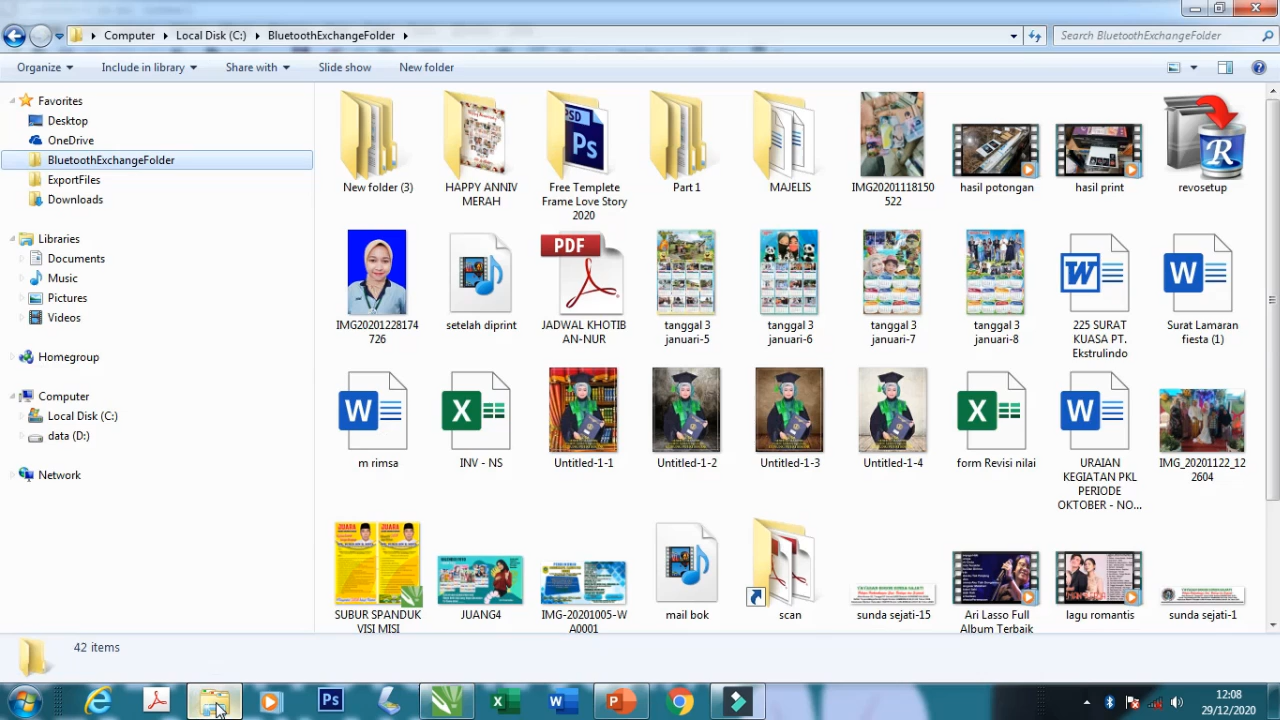 Computer
Local Disk (C:)
BluetoothExchangeFolder
Search BluetoothExchangeFolder
Organize
Include in library
Share with
Slide show
New folder
Favorites
Desktop
OneDrive
BluetoothExchangeFolder
ExportFiles
Downloads
Libraries
Documents
Music
Pictures
Videos
Homegroup
Computer
Local Disk (C:)
data (D:)
Network
New folder (3)
HAPPY ANNIV
MERAH
Free Templete
Frame Love Story
2020
Part 1
MAJELIS
IMG20201118150
522
hasil potongan
hasil print
revosetup
IMG20201228174
726
setelah diprint
JADWAL KHOTIB
AN-NUR
tanggal 3
januari-5
tanggal 3
januari-6
tanggal 3
januari-7
tanggal 3
januari-8
225 SURAT
KUASA PT.
Ekstrulindo
Surat Lamaran
fiesta (1)
m rimsa
INV - NS
Untitled-1-1
Untitled-1-2
Untitled-1-3
Untitled-1-4
form Revisi nilai
URAIAN
KEGIATAN PKL
PERIODE
OKTOBER - NO...
IMG_20201122_12
2604
SUBUR SPANDUK
VISI MISI
JUANG4
IMG-20201005-W
A0001
mail bok
scan
sunda sejati-15
Ari Lasso Full
Album Terbaik
lagu romantis
sunda sejati-1
PSD
Ps
PDF
R
W
W
W
X
X
W
42 items
Ps
X
W
P
12:08
29/12/2020